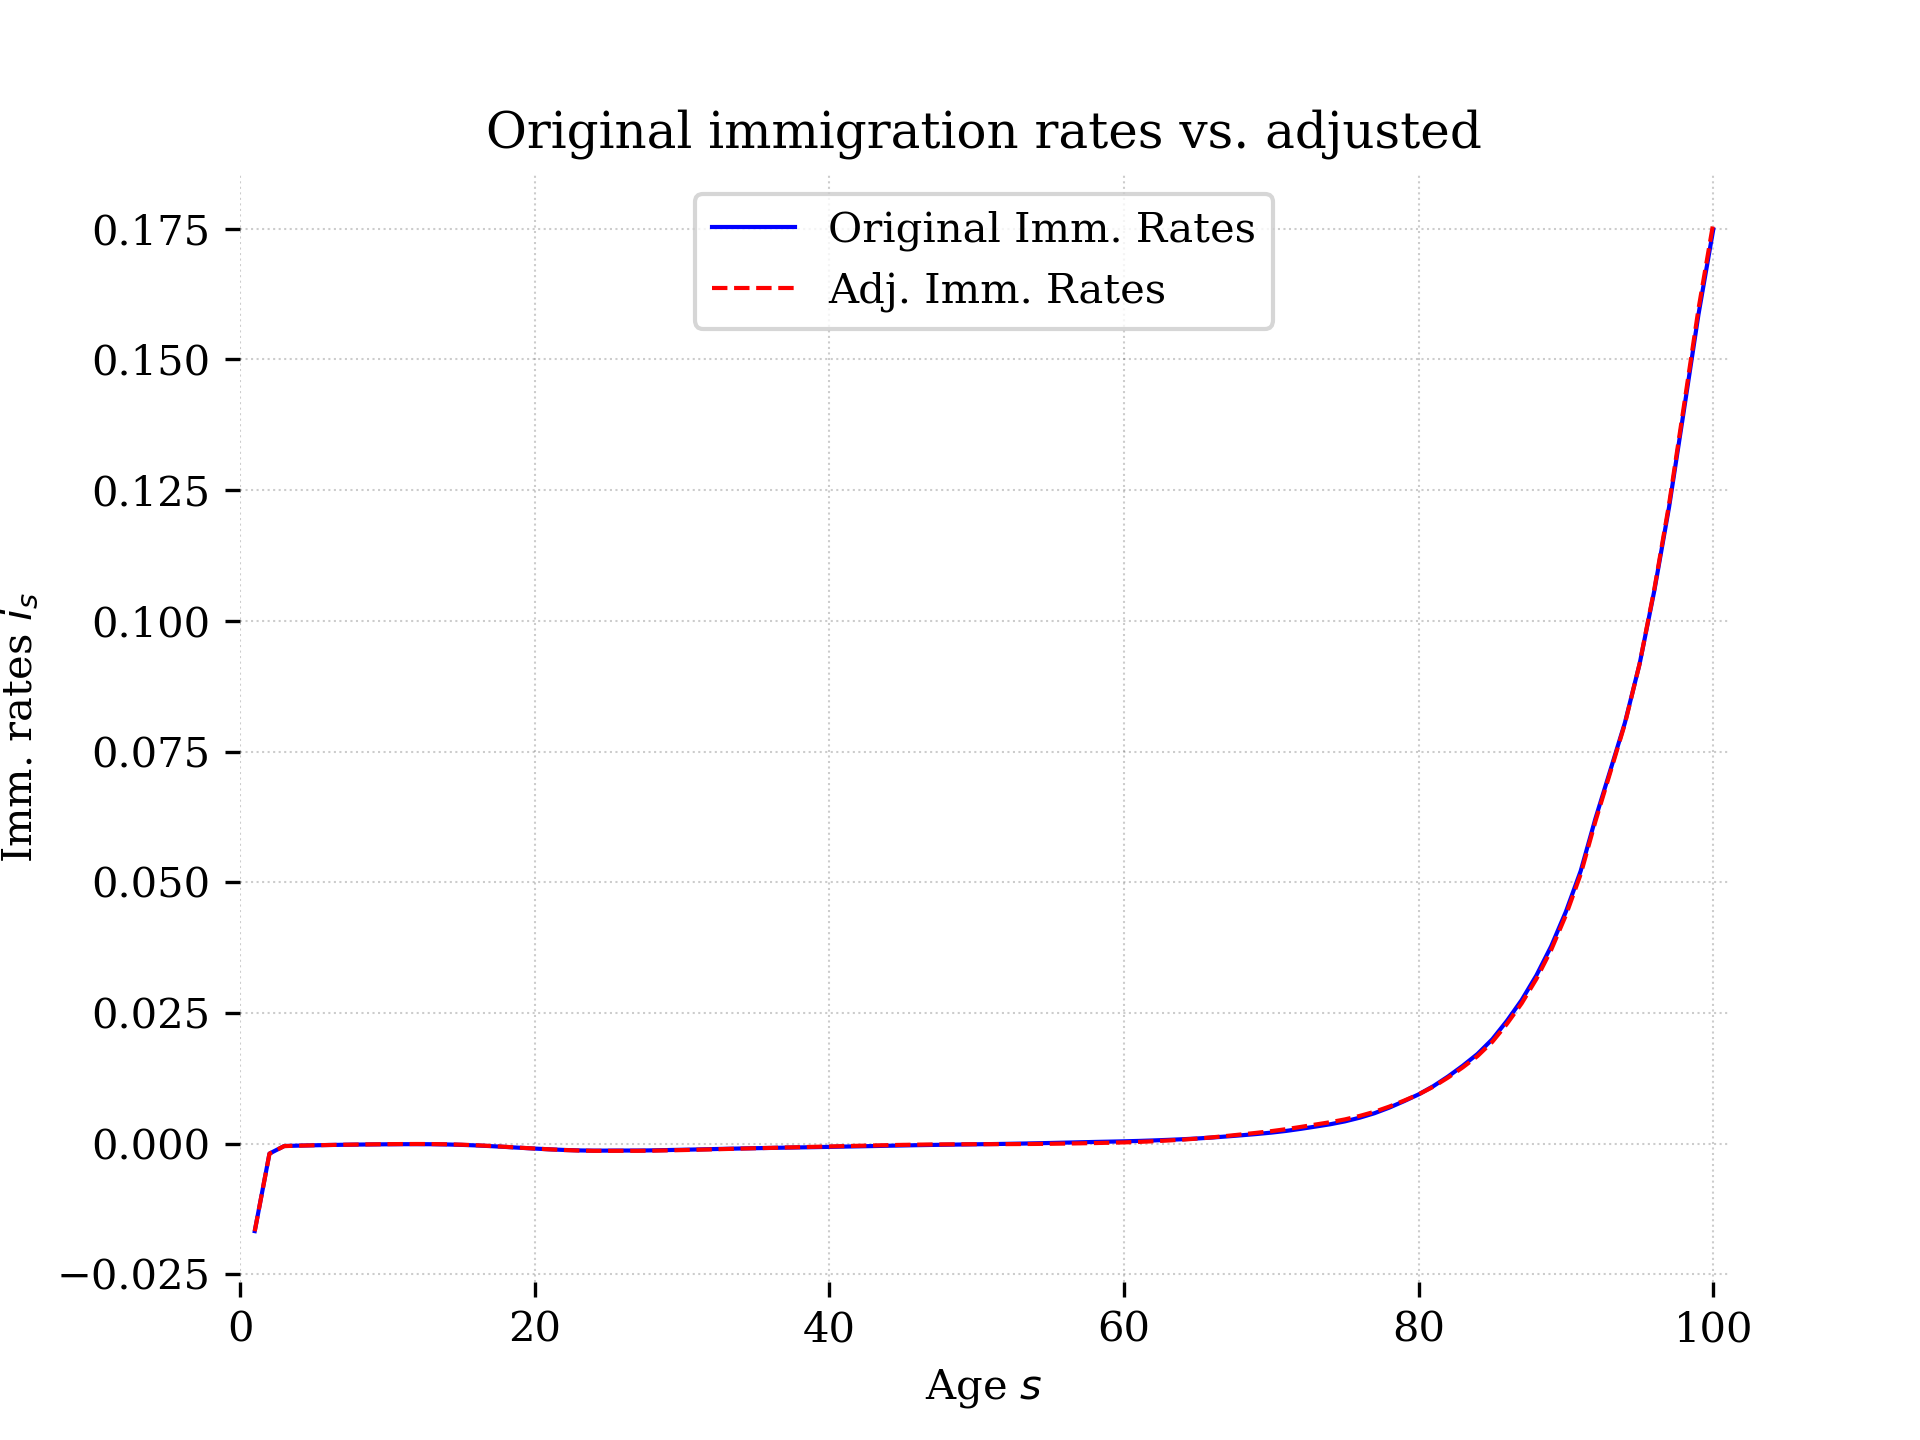 Original immigration rates vs. adjusted
Original Imm. Rates
Adj. Imm. Rates
0.175
0.150
0.125
0.100
0.075
0.050
0.025
0.000
−0.025
Imm. rates i_s
0 20 40 60 80 100
Age s